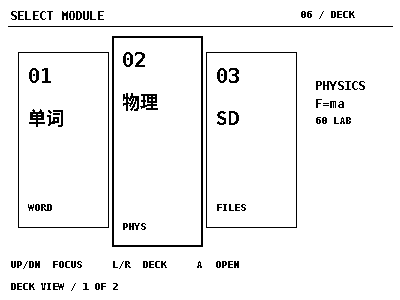 SELECT MODULE
06 / DECK
01
单词
WORD
02
物理
PHYS
03
SD
FILES
PHYSICS
F=ma
60 LAB
UP/DN FOCUS L/R DECK A OPEN
DECK VIEW / 1 OF 2